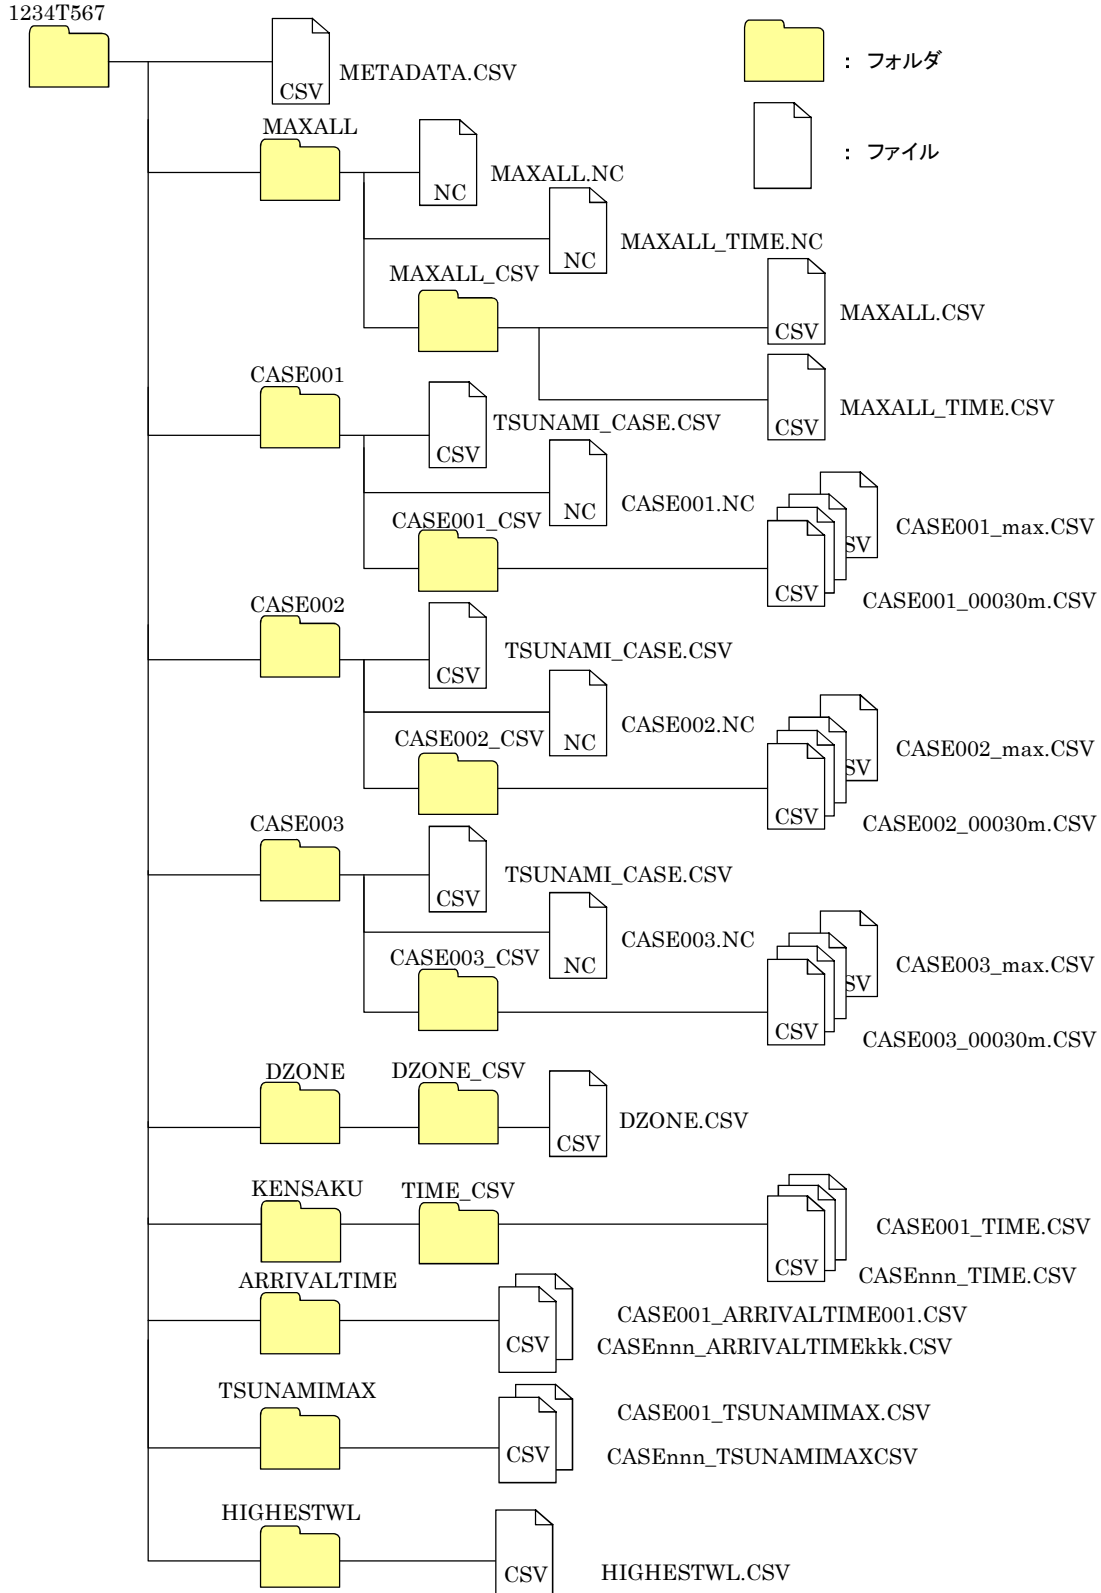 1234T567
CSV
METADATA.CSV
: フォルダ
: ファイル
MAXALL
NC
MAXALL.NC
NC
MAXALL_TIME.NC
MAXALL_CSV
CSV
MAXALL.CSV
CSV
MAXALL_TIME.CSV
CASE001
CSV
TSUNAMI_CASE.CSV
NC
CASE001.NC
CASE001_CSV
CSV
SV
CASE001_max.CSV
CASE001_00030m.CSV
CASE002
CSV
TSUNAMI_CASE.CSV
NC
CASE002.NC
CASE002_CSV
CSV
SV
CASE002_max.CSV
CASE002_00030m.CSV
CASE003
CSV
TSUNAMI_CASE.CSV
NC
CASE003.NC
CASE003_CSV
CSV
SV
CASE003_max.CSV
CASE003_00030m.CSV
DZONE
DZONE_CSV
CSV
DZONE.CSV
KENSAKU
TIME_CSV
CSV
CASE001_TIME.CSV
CASEnnn_TIME.CSV
ARRIVALTIME
CSV
CASE001_ARRIVALTIME001.CSV
CASEnnn_ARRIVALTIMEkkk.CSV
TSUNAMIMAX
CSV
CASE001_TSUNAMIMAX.CSV
CASEnnn_TSUNAMIMAXCSV
HIGHESTWL
CSV
HIGHESTWL.CSV